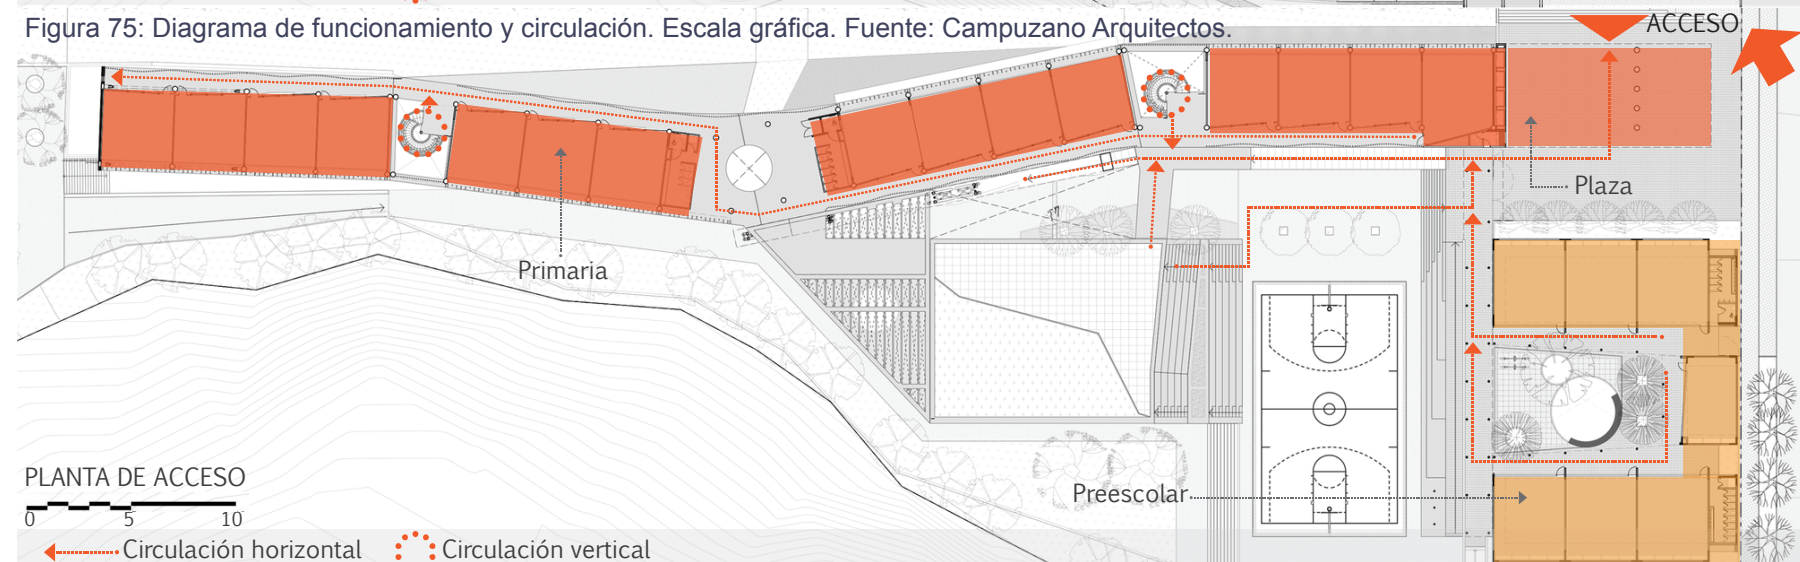 Figura 75: Diagrama de funcionamiento y circulación. Escala gráfica. Fuente: Campuzano Arquitectos.
ACCESO
Plaza
Primaria
Preescolar
PLANTA DE ACCESO
0 5 10
Circulación horizontal
Circulación vertical